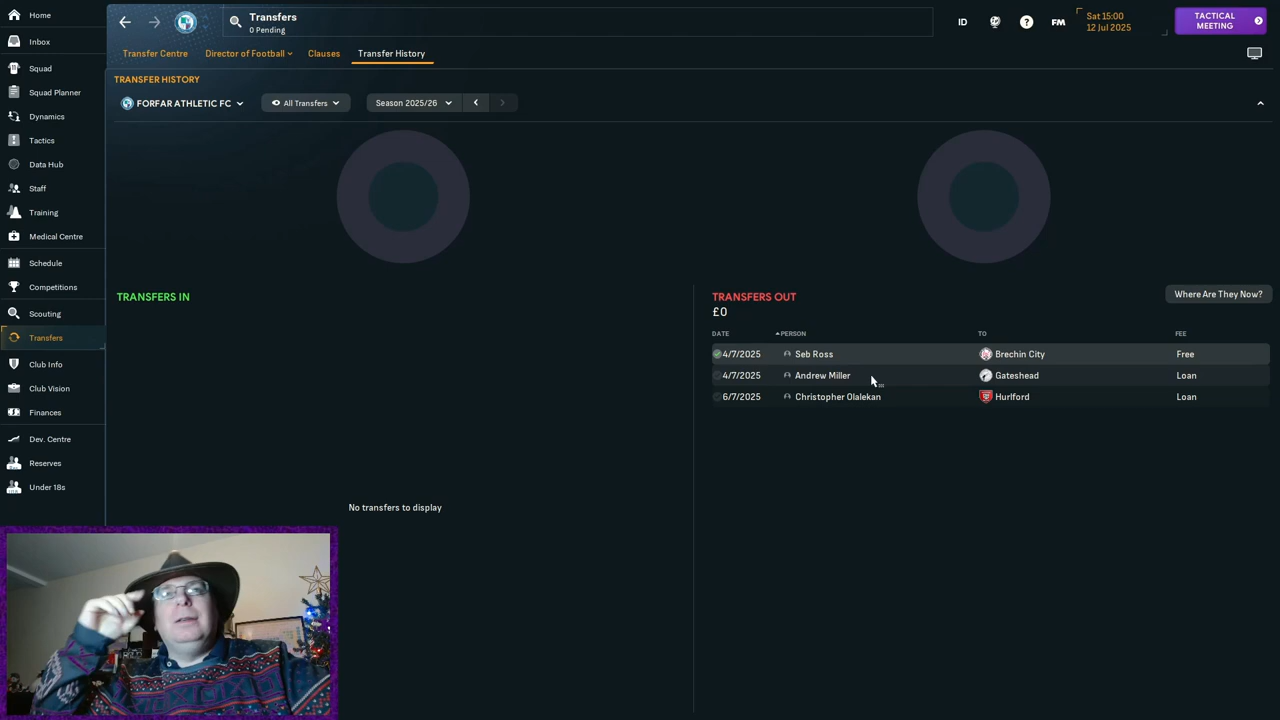 Home
Inbox
Squad
Squad Planner
Dynamics
Tactics
Data Hub
Staff
Training
Medical Centre
Schedule
Competitions
Scouting
Transfers
Club Info
Club Vision
Finances
Dev. Centre
Reserves
Under 18s
Transfers
0 Pending
ID
FM
Sat 15:00
12 Jul 2025
TACTICAL
MEETING
Transfer Centre
Director of Football
Clauses
Transfer History
TRANSFER HISTORY
FORFAR ATHLETIC FC
All Transfers
Season 2025/26
TRANSFERS IN
No transfers to display
TRANSFERS OUT
£0
Where Are They Now?
DATE PERSON TO FEE
4/7/2025 Seb Ross Brechin City Free
4/7/2025 Andrew Miller Gateshead Loan
6/7/2025 Christopher Olalekan Hurlford Loan